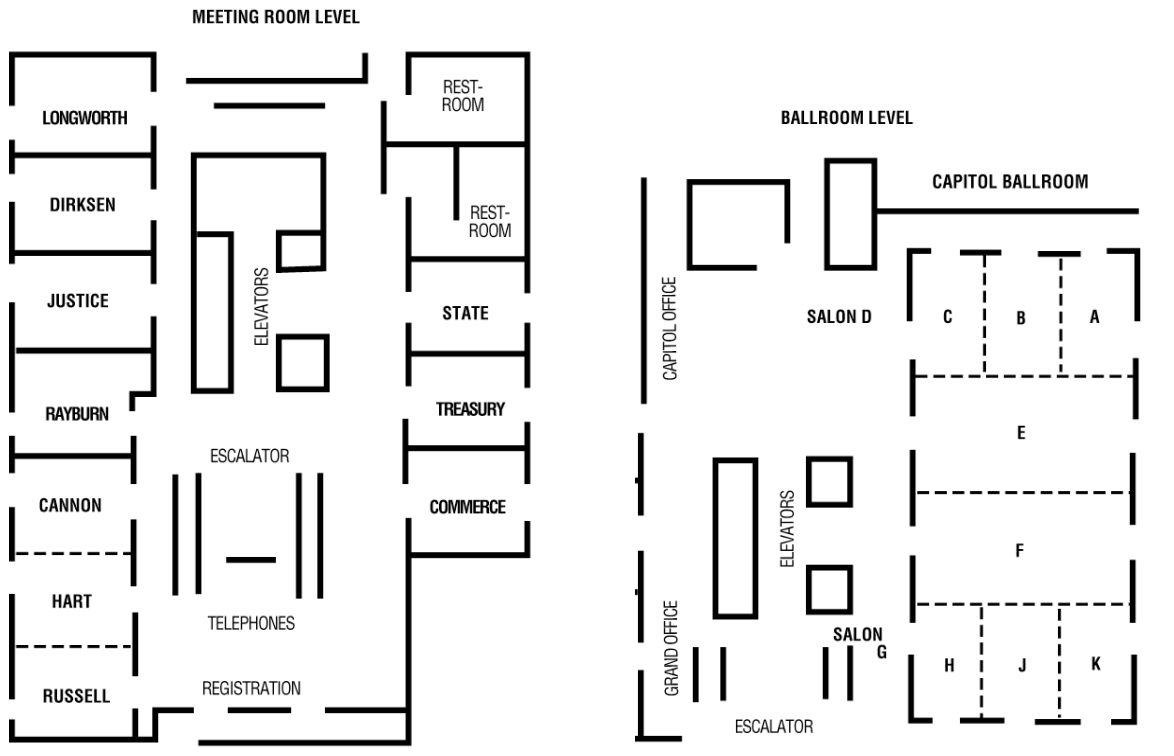 MEETING ROOM LEVEL
REST-
ROOM
LONGWORTH
DIRKSEN
REST-
ROOM
JUSTICE
ELEVATORS
STATE
RAYBURN
TREASURY
ESCALATOR
CANNON
COMMERCE
HART
TELEPHONES
RUSSELL
REGISTRATION
BALLROOM LEVEL
CAPITOL BALLROOM
CAPITOL OFFICE
SALON D
C
B
A
E
ELEVATORS
F
GRAND OFFICE
SALON
G
H
J
K
ESCALATOR